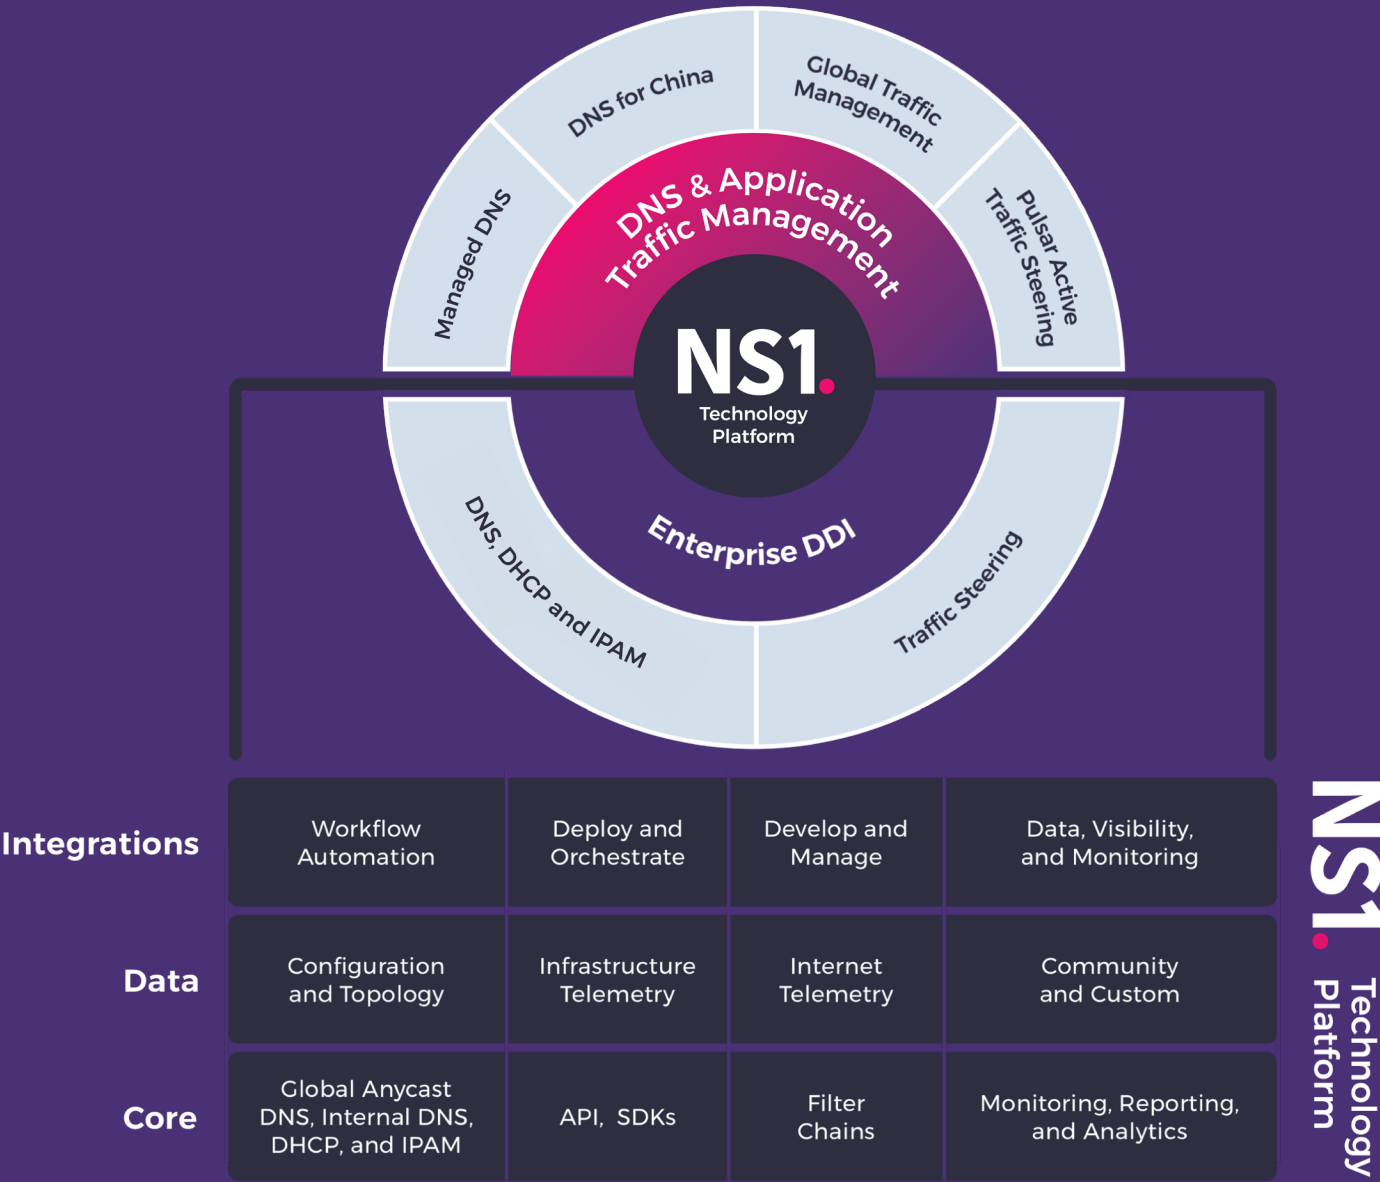 Managed DNS
DNS for China
Global Traffic
Management
Pulsar Active
Traffic Steering
DNS & Application
Traffic Management
NS1.
Technology
Platform
Enterprise DDI
DNS, DHCP and IPAM
Traffic Steering
Integrations
Workflow
Automation
Deploy and
Orchestrate
Develop and
Manage
Data, Visibility,
and Monitoring
Data
Configuration
and Topology
Infrastructure
Telemetry
Internet
Telemetry
Community
and Custom
Core
Global Anycast
DNS, Internal DNS,
DHCP, and IPAM
API, SDKs
Filter
Chains
Monitoring, Reporting,
and Analytics
NS1.
Technology
Platform